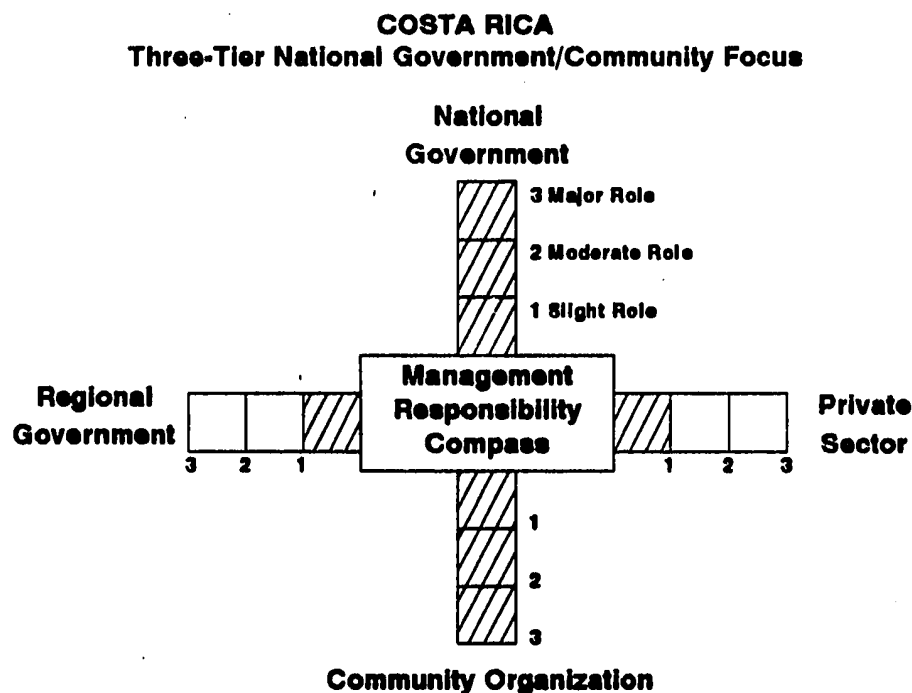 COSTA RICA
Three-Tier National Government/Community Focus
National
Government
3 Major Role
2 Moderate Role
1 Slight Role
Regional
Government
3 2 1
Management
Responsibility
Compass
1 2 3
Private
Sector
1
2
3
Community Organization